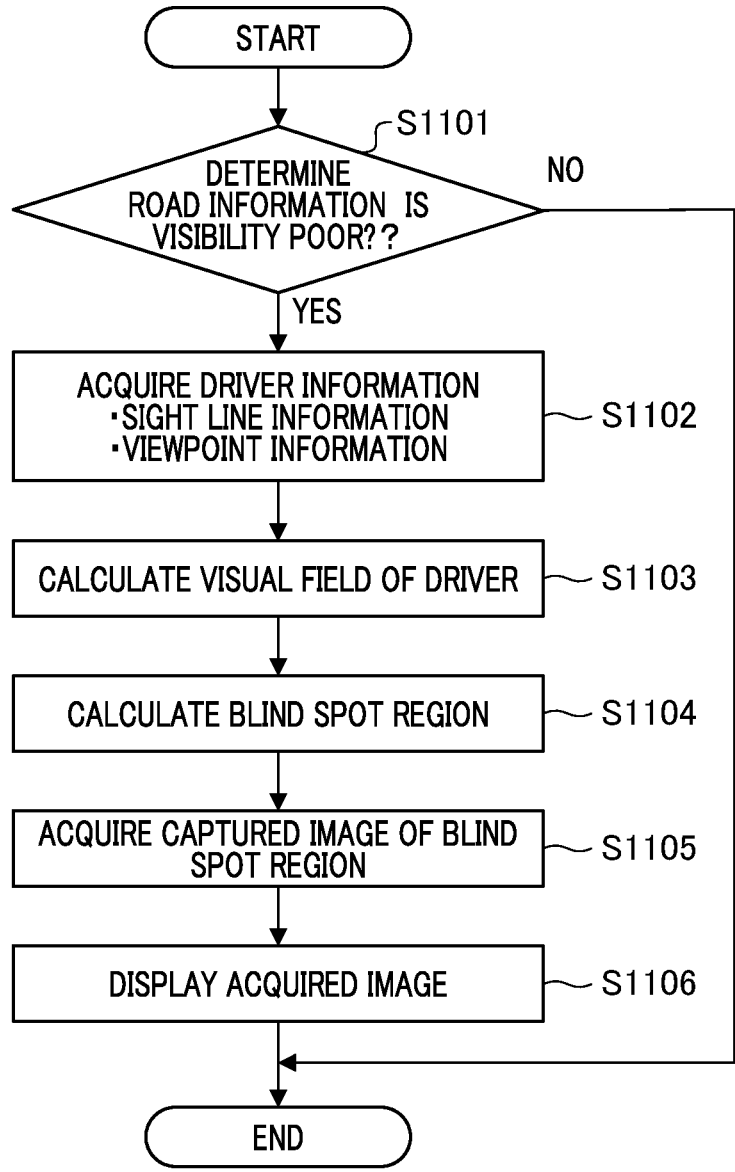 START
S1101
DETERMINE
ROAD INFORMATION IS
VISIBILITY POOR??
NO
YES
ACQUIRE DRIVER INFORMATION
・SIGHT LINE INFORMATION
・VIEWPOINT INFORMATION
S1102
CALCULATE VISUAL FIELD OF DRIVER
S1103
CALCULATE BLIND SPOT REGION
S1104
ACQUIRE CAPTURED IMAGE OF BLIND
SPOT REGION
S1105
DISPLAY ACQUIRED IMAGE
S1106
END